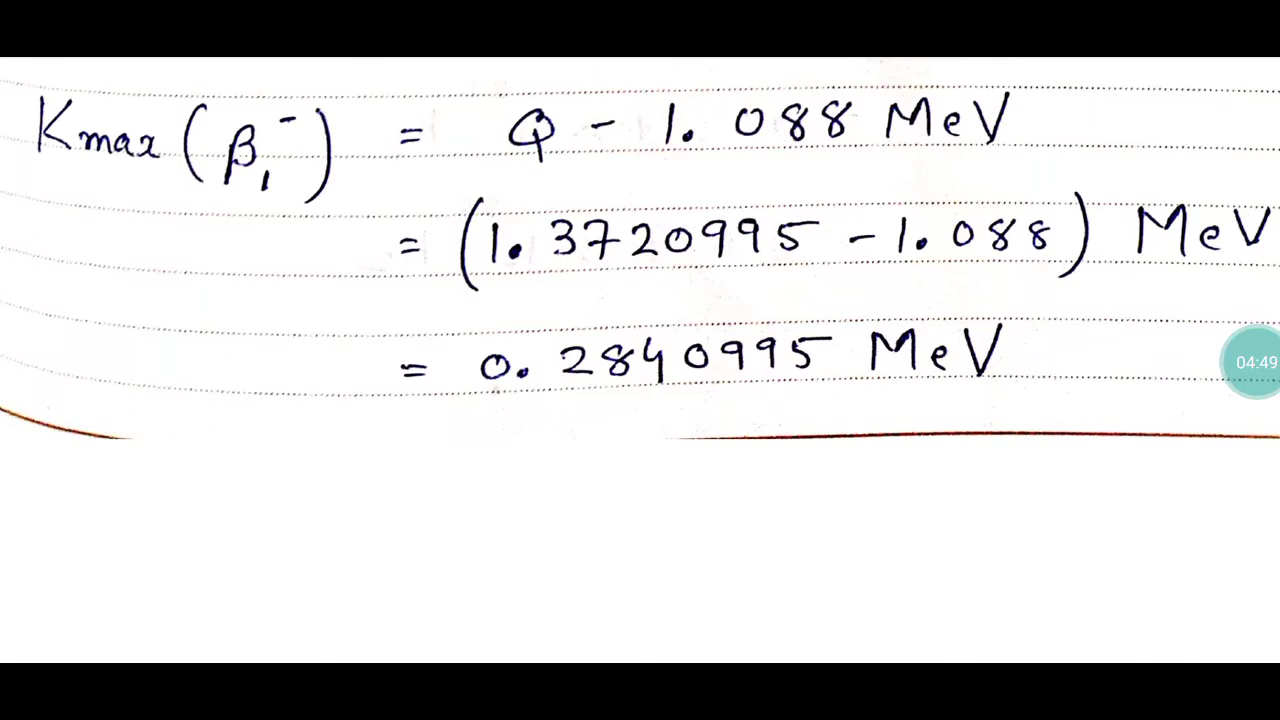 Kmax (β₁⁻) = Q - 1.088 MeV
= (1.3720995 - 1.088) MeV
= 0.2840995 MeV
04:49